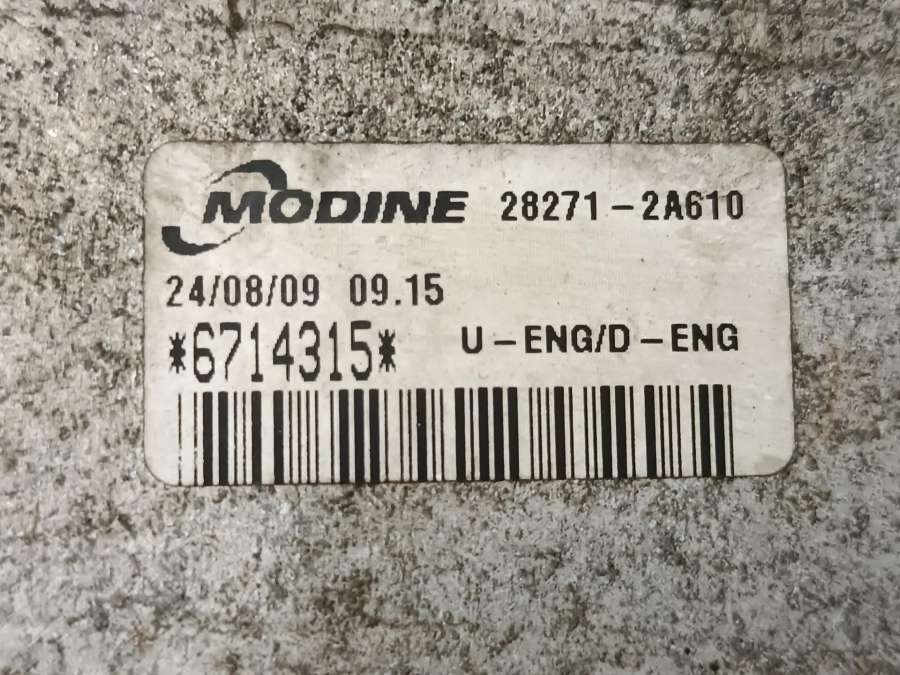 MODINE 28271-2A610
24/08/09 09.15
*6714315* U-ENG/D-ENG